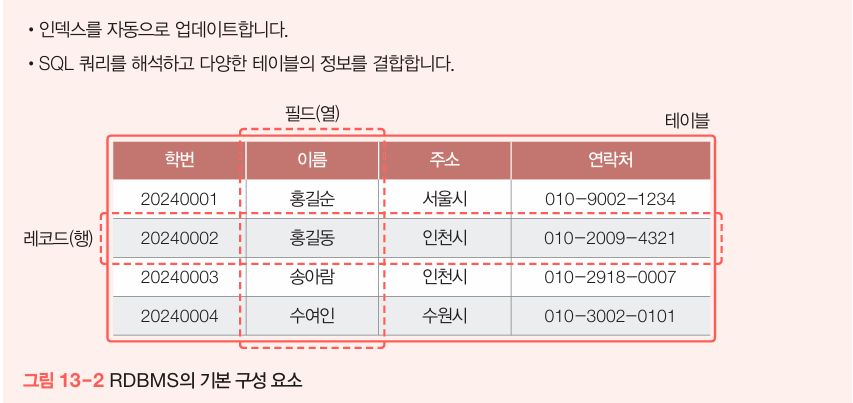 • 인덱스를 자동으로 업데이트합니다.
• SQL 쿼리를 해석하고 다양한 테이블의 정보를 결합합니다.
필드(열)
테이블
학번 이름 주소 연락처
20240001 홍길순 서울시 010-9002-1234
레코드(행) 20240002 홍길동 인천시 010-2009-4321
20240003 송아람 인천시 010-2918-0007
20240004 수여인 수원시 010-3002-0101
그림 13-2 RDBMS의 기본 구성 요소